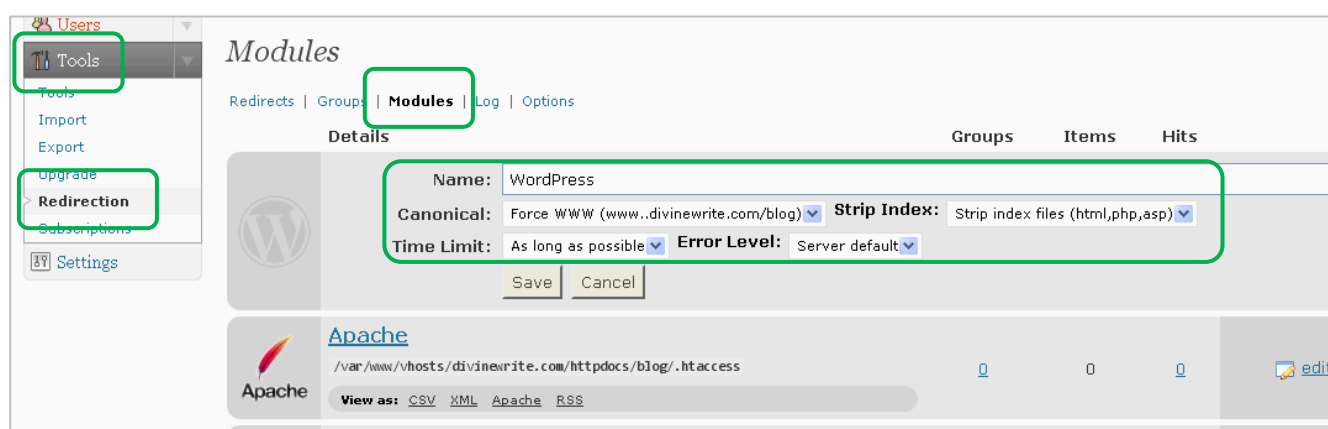 Users
Tools
Tools
Import
Export
Upgrade
Redirection
Subscriptions
Settings
Modules
Redirects | Groups | Modules | Log | Options
Details Groups Items Hits
Name: WordPress
Canonical: Force WWW (www..divinewrite.com/blog) Strip Index: Strip index files (html,php,asp)
Time Limit: As long as possible Error Level: Server default
Save Cancel
Apache
/var/www/vhosts/divinewrite.com/httpdocs/blog/.htaccess 0 0 0 edit
Apache
View as: CSV XML Apache RSS